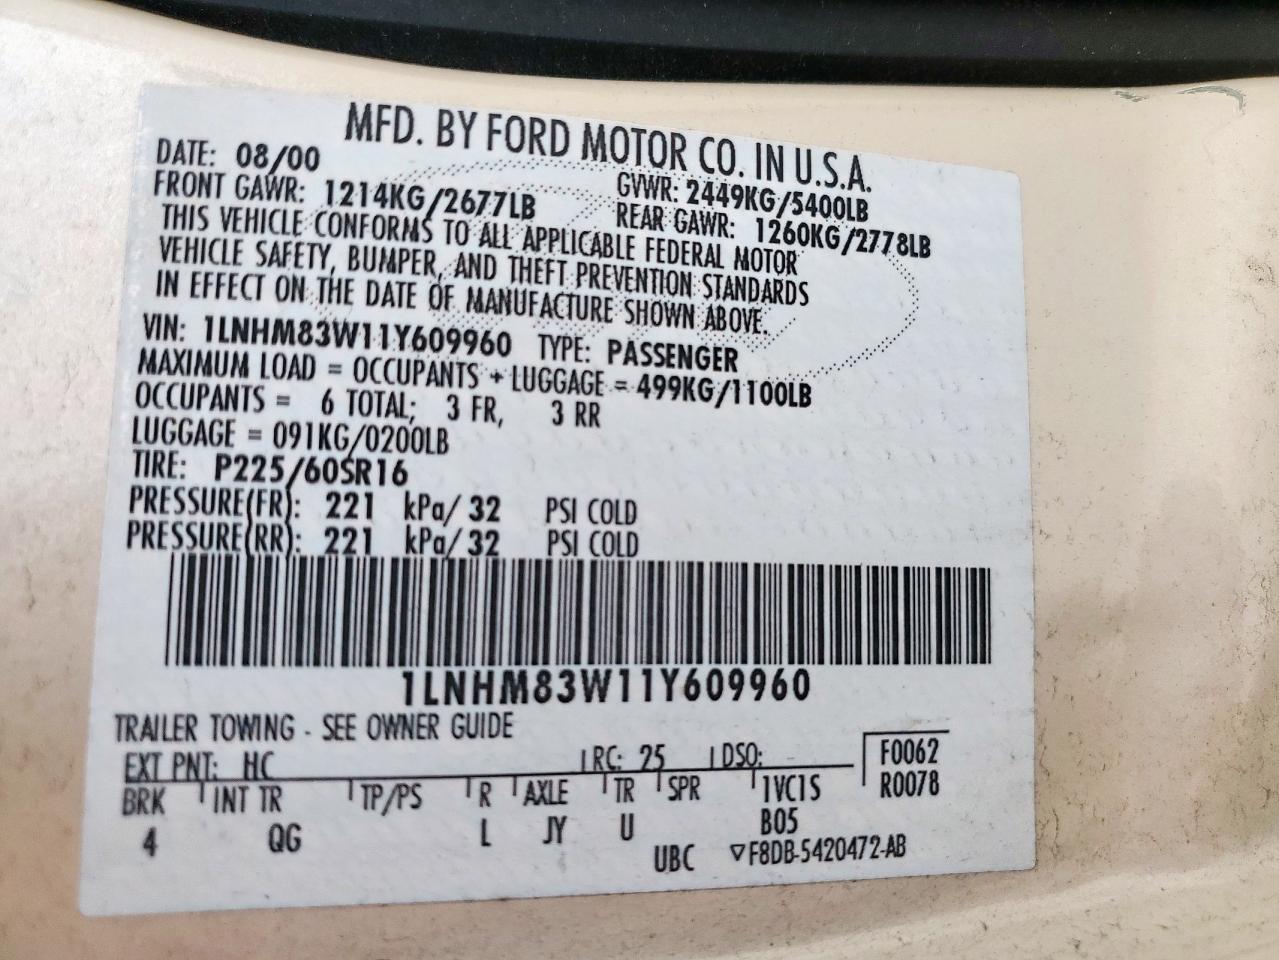 MFD. BY FORD MOTOR CO. IN U.S.A.
DATE: 08/00 GVWR: 2449KG/5400LB
FRONT GAWR: 1214KG/2677LB REAR GAWR: 1260KG/2778LB
THIS VEHICLE CONFORMS TO ALL APPLICABLE FEDERAL MOTOR
VEHICLE SAFETY, BUMPER, AND THEFT PREVENTION STANDARDS
IN EFFECT ON THE DATE OF MANUFACTURE SHOWN ABOVE.
VIN: 1LNHM83W11Y609960 TYPE: PASSENGER
MAXIMUM LOAD = OCCUPANTS + LUGGAGE = 499KG/1100LB
OCCUPANTS = 6 TOTAL; 3 FR, 3 RR
LUGGAGE = 091KG/0200LB
TIRE: P225/60SR16
PRESSURE(FR): 221 kPa/ 32 PSI COLD
PRESSURE(RR): 221 kPa/ 32 PSI COLD
1LNHM83W11Y609960
TRAILER TOWING - SEE OWNER GUIDE
EXT PNT: HC RC: 25 DSO: F0062
BRK INT TR TP/PS R AXLE TR SPR 1VC1S R0078
4 QG L JY U B05
UBC ▽F8DB-5420472-AB